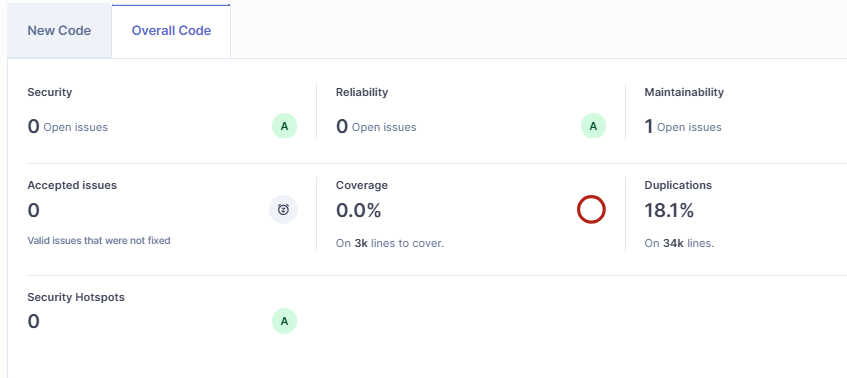 New Code
Overall Code
Security
Reliability
Maintainability
0 Open issues
A
0 Open issues
A
1 Open issues
Accepted issues
Coverage
Duplications
0
0.0%
18.1%
Valid issues that were not fixed
On 3k lines to cover.
On 34k lines.
Security Hotspots
0
A